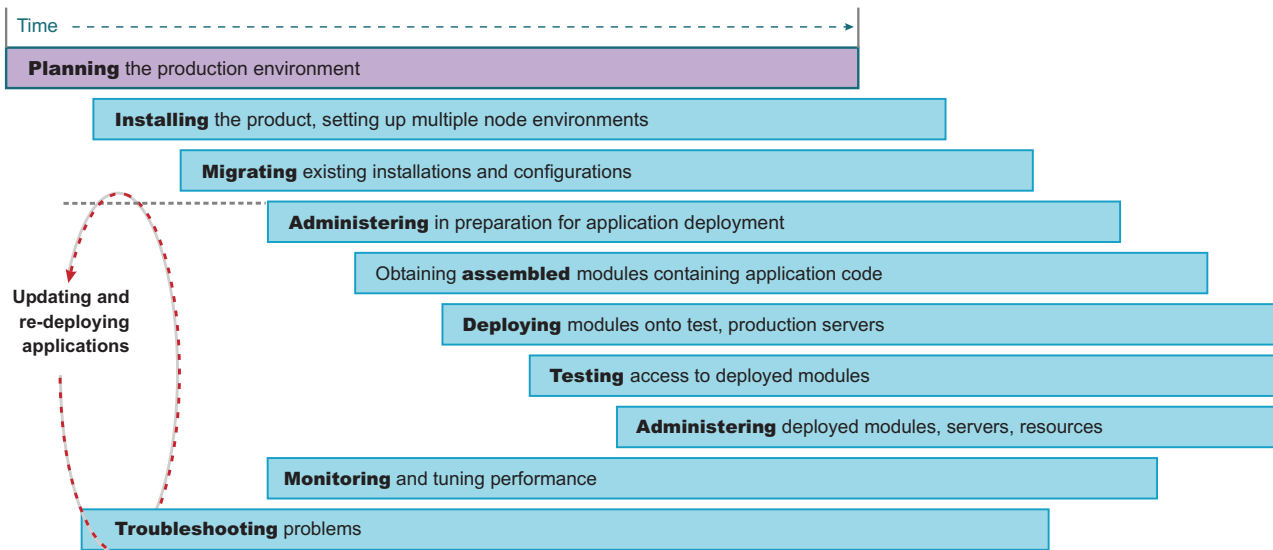 Time
Planning the production environment
Installing the product, setting up multiple node environments
Migrating existing installations and configurations
Administering in preparation for application deployment
Obtaining assembled modules containing application code
Updating and
re-deploying
applications
Deploying modules onto test, production servers
Testing access to deployed modules
Administering deployed modules, servers, resources
Monitoring and tuning performance
Troubleshooting problems